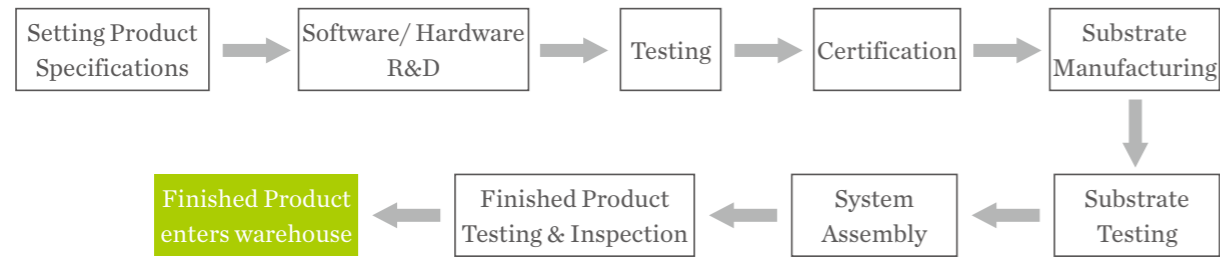 Setting Product
Specifications
Software/ Hardware
R&D
Testing
Certification
Substrate
Manufacturing
Substrate
Testing
System
Assembly
Finished Product
Testing & Inspection
Finished Product
enters warehouse